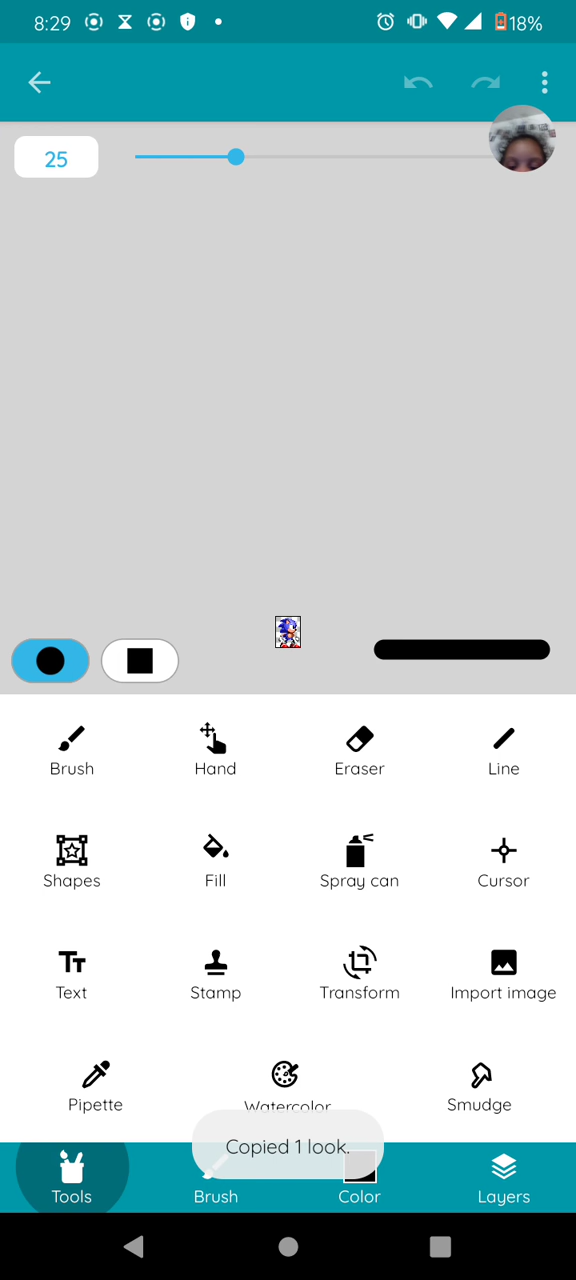 8:29
18%
25
Brush
Hand
Eraser
Line
Shapes
Fill
Spray can
Cursor
Text
Stamp
Transform
Import image
Pipette
Watercolor
Smudge
Copied 1 look.
Tools
Brush
Color
Layers